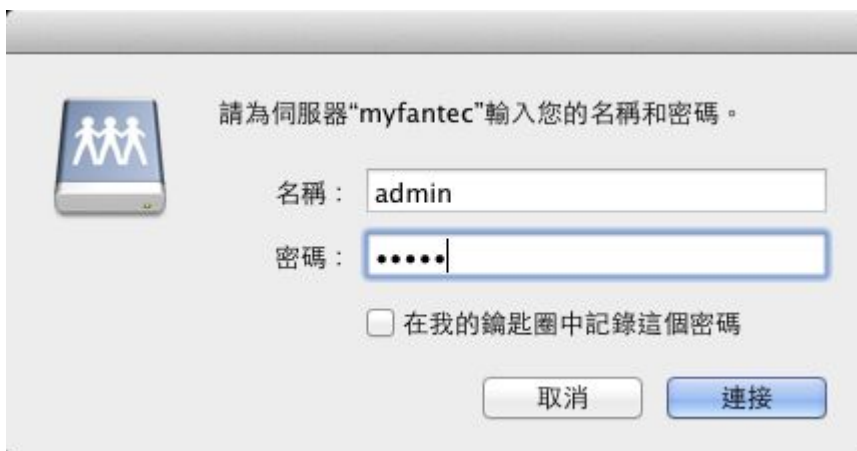 請為伺服器“myfantec”輸入您的名稱和密碼。
名稱：admin
密碼：•••••
在我的鑰匙圈中記錄這個密碼
取消 連接